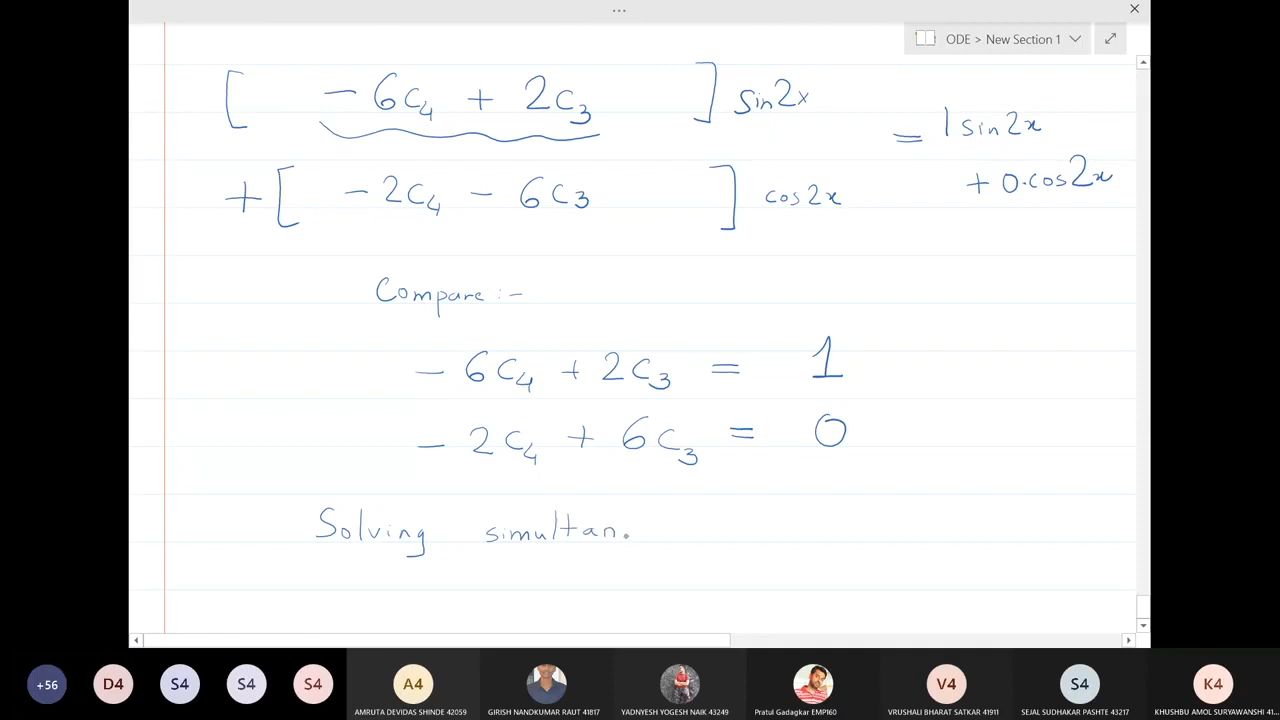 ...
ODE > New Section 1
[ - 6c₄ + 2c₃ ] sin2x
= 1 sin2x
+ 0.cos2x
+ [ - 2c₄ - 6c₃ ] cos2x
Compare :-
- 6c₄ + 2c₃ = 1
- 2c₄ + 6c₃ = 0
Solving simultan.
+56 D4 S4 S4 S4 A4 V4 S4 K4
AMRUTA DEVIDAS SHINDE 42059
GIRISH NANDKUMAR RAUT 41817
YADNYESH YOGESH NAIK 43249
Pratul Gadagkar EMP160
VRUSHALI BHARAT SATKAR 41911
SEJAL SUDHAKAR PASHTE 43217
KHUSHBU AMOL SURYAWANSHI 41...